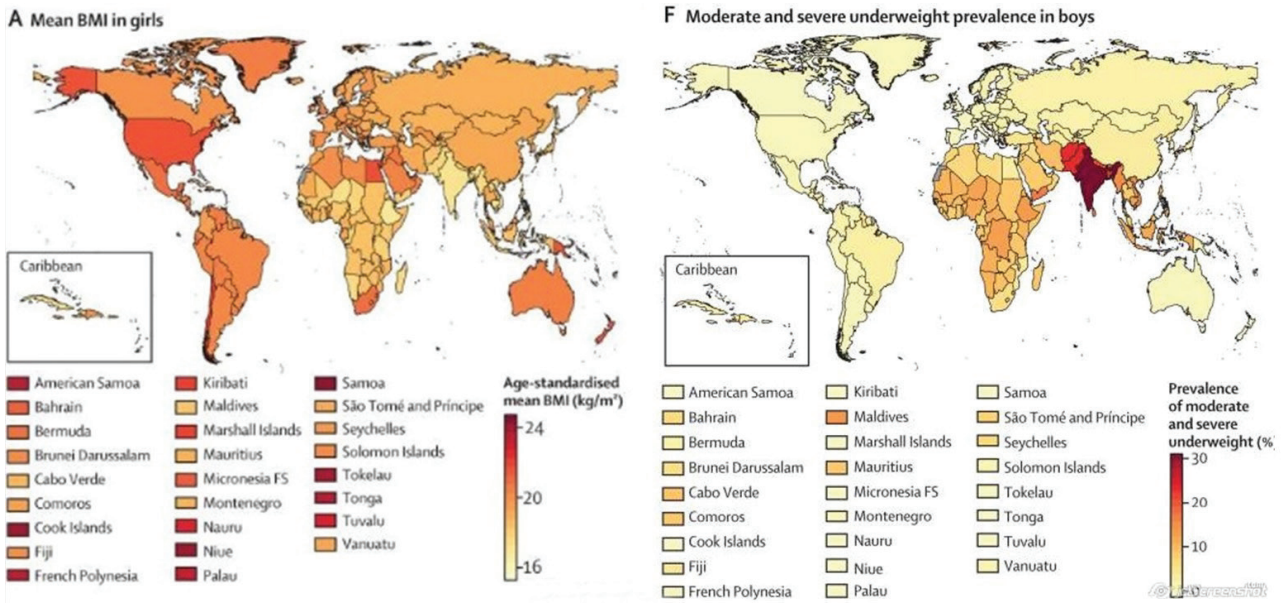 A Mean BMI in girls
Caribbean
American Samoa
Bahrain
Bermuda
Brunei Darussalam
Cabo Verde
Comoros
Cook Islands
Fiji
French Polynesia
Kiribati
Maldives
Marshall Islands
Mauritius
Micronesia FS
Montenegro
Nauru
Niue
Palau
Samoa
São Tomé and Príncipe
Seychelles
Solomon Islands
Tokelau
Tonga
Tuvalu
Vanuatu
Age-standardised
mean BMI (kg/m²)
24
20
16
F Moderate and severe underweight prevalence in boys
Caribbean
American Samoa
Bahrain
Bermuda
Brunei Darussalam
Cabo Verde
Comoros
Cook Islands
Fiji
French Polynesia
Kiribati
Maldives
Marshall Islands
Mauritius
Micronesia FS
Montenegro
Nauru
Niue
Palau
Samoa
São Tomé and Príncipe
Seychelles
Solomon Islands
Tokelau
Tonga
Tuvalu
Vanuatu
Prevalence
of moderate
and severe
underweight (%
30
20
10